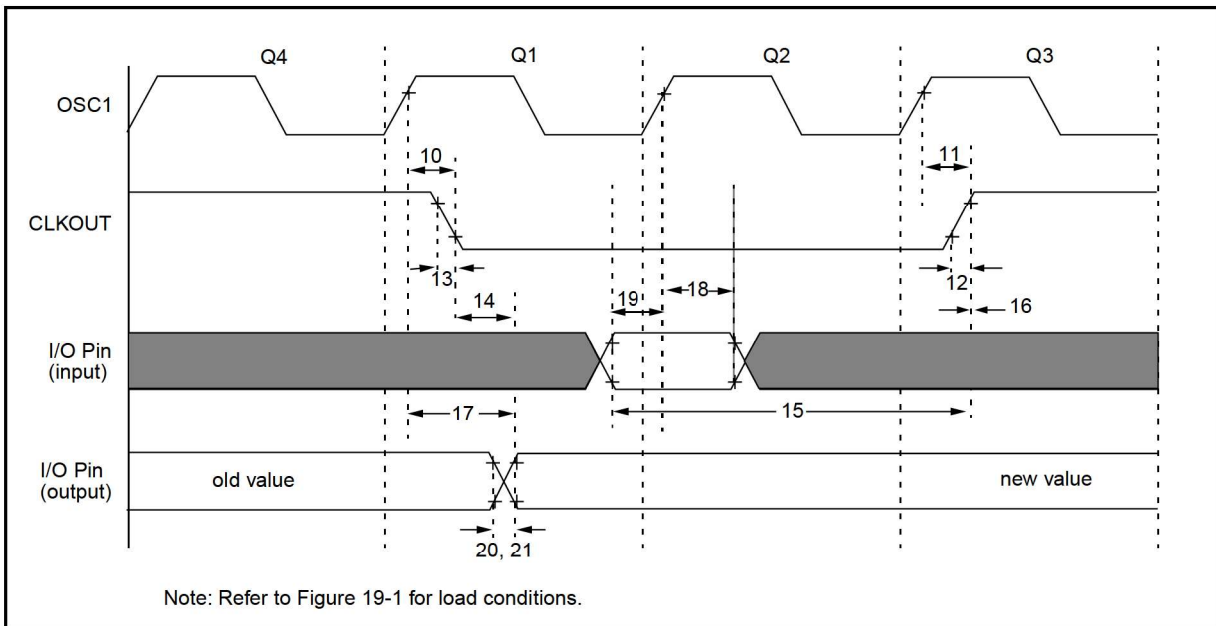 Q4
Q1
Q2
Q3
OSC1
10
11
CLKOUT
13
14
19
18
12
16
I/O Pin
(input)
17
15
I/O Pin
(output)
old value
new value
20, 21
Note: Refer to Figure 19-1 for load conditions.